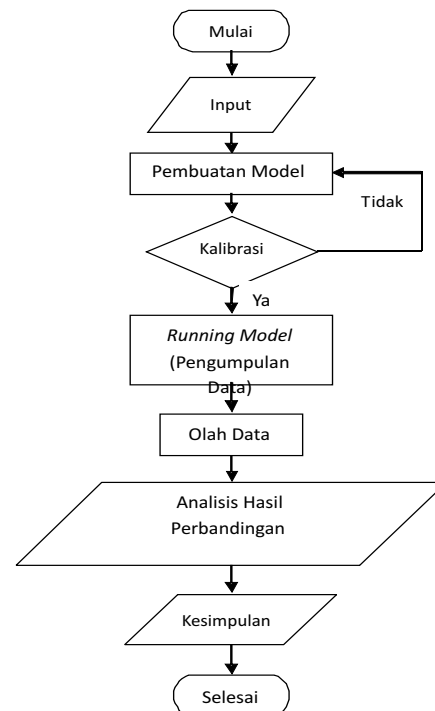 Mulai
Input
Pembuatan Model
Tidak
Kalibrasi
Ya
Running Model
(Pengumpulan
Data)
Olah Data
Analisis Hasil
Perbandingan
Kesimpulan
Selesai